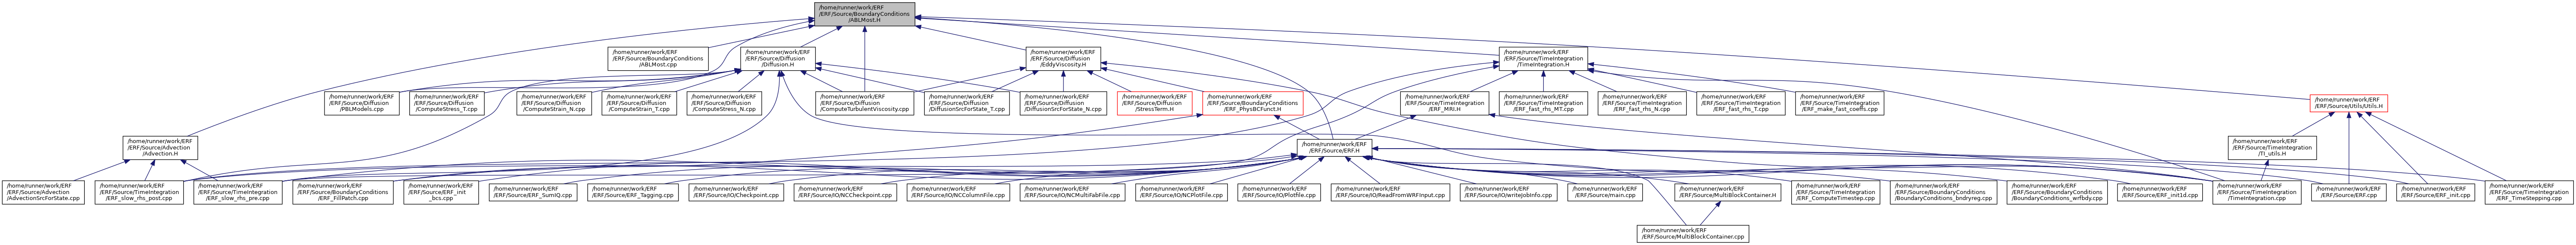 /home/runner/work/ERF
/ERF/Source/BoundaryConditions
/ABLMost.H
/home/runner/work/ERF
/ERF/Source/BoundaryConditions
/ABLMost.cpp
/home/runner/work/ERF
/ERF/Source/Diffusion
/Diffusion.H
/home/runner/work/ERF
/ERF/Source/Diffusion
/EddyViscosity.H
/home/runner/work/ERF
/ERF/Source/TimeIntegration
/TimeIntegration.H
/home/runner/work/ERF
/ERF/Source/Diffusion
/PBLModels.cpp
/home/runner/work/ERF
/ERF/Source/Diffusion
/ComputeStress_T.cpp
/home/runner/work/ERF
/ERF/Source/Diffusion
/ComputeStrain_N.cpp
/home/runner/work/ERF
/ERF/Source/Diffusion
/ComputeStrain_T.cpp
/home/runner/work/ERF
/ERF/Source/Diffusion
/ComputeStress_N.cpp
/home/runner/work/ERF
/ERF/Source/Diffusion
/ComputeTurbulentViscosity.cpp
/home/runner/work/ERF
/ERF/Source/Diffusion
/DiffusionSrcForState_T.cpp
/home/runner/work/ERF
/ERF/Source/Diffusion
/DiffusionSrcForState_N.cpp
/home/runner/work/ERF
/ERF/Source/Diffusion
/StressTerm.H
/home/runner/work/ERF
/ERF/Source/BoundaryConditions
/ERF_PhysBCFunct.H
/home/runner/work/ERF
/ERF/Source/TimeIntegration
/ERF_MRI.H
/home/runner/work/ERF
/ERF/Source/TimeIntegration
/ERF_fast_rhs_MT.cpp
/home/runner/work/ERF
/ERF/Source/TimeIntegration
/ERF_fast_rhs_N.cpp
/home/runner/work/ERF
/ERF/Source/TimeIntegration
/ERF_fast_rhs_T.cpp
/home/runner/work/ERF
/ERF/Source/TimeIntegration
/ERF_make_fast_coeffs.cpp
/home/runner/work/ERF
/ERF/Source/Utils/Utils.H
/home/runner/work/ERF
/ERF/Source/Advection
/Advection.H
/home/runner/work/ERF
/ERF/Source/ERF.H
/home/runner/work/ERF
/ERF/Source/TimeIntegration
/TI_utils.H
/home/runner/work/ERF
/ERF/Source/Advection
/AdvectionSrcForState.cpp
/home/runner/work/ERF
/ERF/Source/TimeIntegration
/ERF_slow_rhs_post.cpp
/home/runner/work/ERF
/ERF/Source/TimeIntegration
/ERF_slow_rhs_pre.cpp
/home/runner/work/ERF
/ERF/Source/BoundaryConditions
/ERF_FillPatch.cpp
/home/runner/work/ERF
/ERF/Source/ERF_init
_bcs.cpp
/home/runner/work/ERF
/ERF/Source/ERF_SumIQ.cpp
/home/runner/work/ERF
/ERF/Source/ERF_Tagging.cpp
/home/runner/work/ERF
/ERF/Source/IO/Checkpoint.cpp
/home/runner/work/ERF
/ERF/Source/IO/NCCheckpoint.cpp
/home/runner/work/ERF
/ERF/Source/IO/NCColumnFile.cpp
/home/runner/work/ERF
/ERF/Source/IO/NCMultiFabFile.cpp
/home/runner/work/ERF
/ERF/Source/IO/NCPlotFile.cpp
/home/runner/work/ERF
/ERF/Source/IO/Plotfile.cpp
/home/runner/work/ERF
/ERF/Source/IO/ReadFromWRFInput.cpp
/home/runner/work/ERF
/ERF/Source/IO/writeJobInfo.cpp
/home/runner/work/ERF
/ERF/Source/main.cpp
/home/runner/work/ERF
/ERF/Source/MultiBlockContainer.H
/home/runner/work/ERF
/ERF/Source/TimeIntegration
/ERF_ComputeTimestep.cpp
/home/runner/work/ERF
/ERF/Source/BoundaryConditions
/BoundaryConditions_bndryreg.cpp
/home/runner/work/ERF
/ERF/Source/BoundaryConditions
/BoundaryConditions_wrfbdy.cpp
/home/runner/work/ERF
/ERF/Source/ERF_init1d.cpp
/home/runner/work/ERF
/ERF/Source/TimeIntegration
/TimeIntegration.cpp
/home/runner/work/ERF
/ERF/Source/ERF.cpp
/home/runner/work/ERF
/ERF/Source/ERF_init.cpp
/home/runner/work/ERF
/ERF/Source/TimeIntegration
/ERF_TimeStepping.cpp
/home/runner/work/ERF
/ERF/Source/MultiBlockContainer.cpp